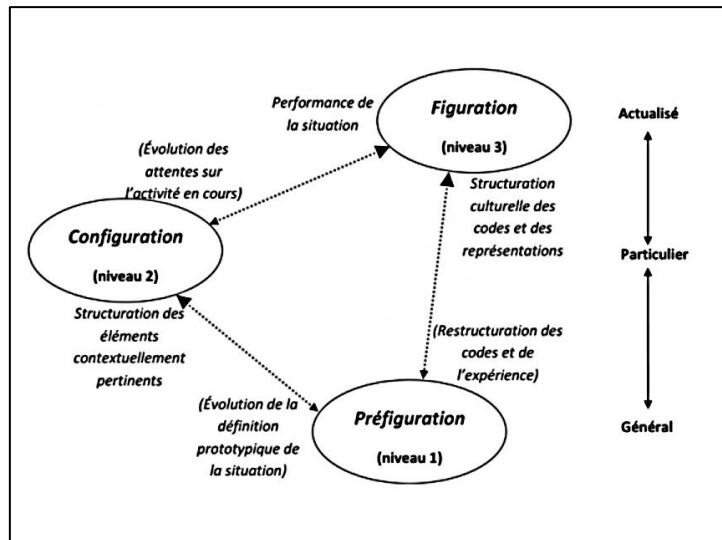 Performance de
la situation
Figuration
(niveau 3)
Actualisé
(Évolution des
attentes sur
l'activité en cours)
Structuration
culturelle des
codes et des
représentations
Configuration
(niveau 2)
Particulier
Structuration des
éléments
contextuellement
pertinents
(Restructuration des
codes et de
l'expérience)
(Évolution de la
définition
prototypique de
la situation)
Préfiguration
(niveau 1)
Général